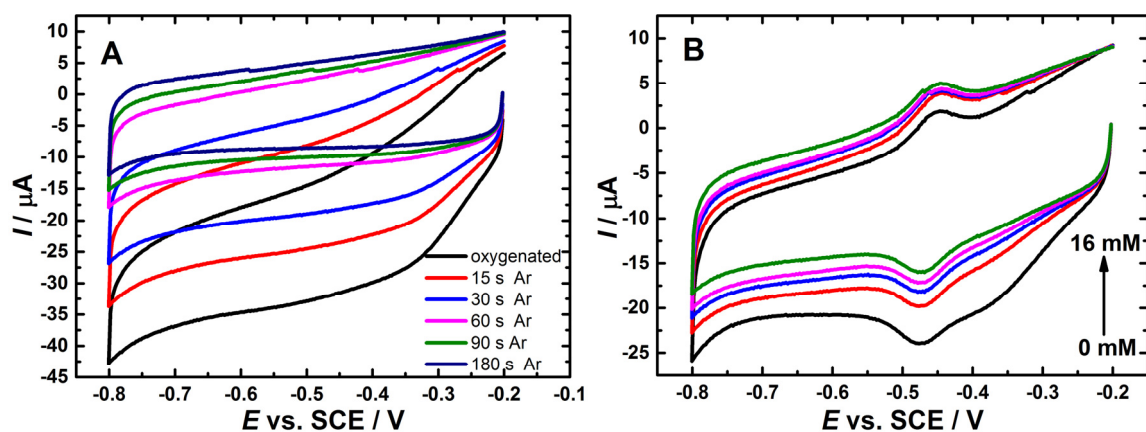 A
I / µA
10
5
0
-5
-10
-15
-20
-25
-30
-35
-40
-45
oxygenated
15 s Ar
30 s Ar
60 s Ar
90 s Ar
180 s Ar
-0.8 -0.7 -0.6 -0.5 -0.4 -0.3 -0.2 -0.1
E vs. SCE / V
B
I / µA
10
5
0
-5
-10
-15
-20
-25
16 mM
0 mM
-0.8 -0.7 -0.6 -0.5 -0.4 -0.3 -0.2
E vs. SCE / V